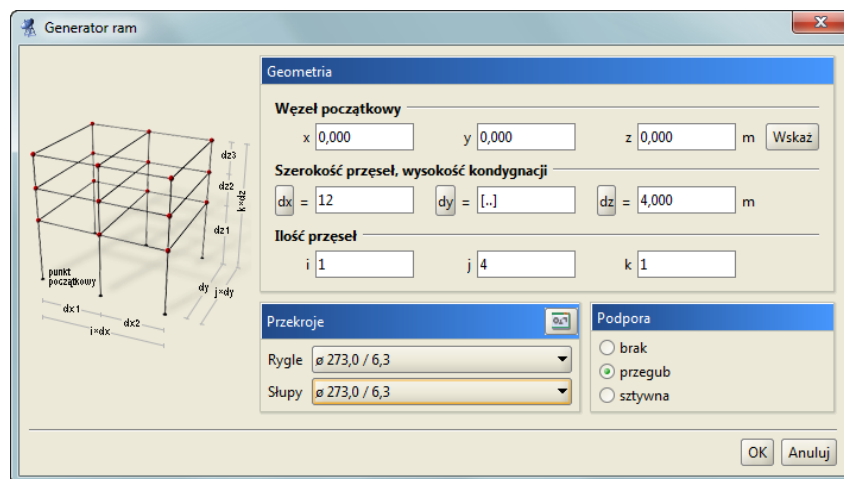 Generator ram
x
dz3
dz2
k×dz
dz1
punkt
początkowy
dy
j×dy
dx1
dx2
i×dx
Geometria
Węzeł początkowy
x 0,000 y 0,000 z 0,000 m Wskaż
Szerokość przęseł, wysokość kondygnacji
dx = 12 dy = [..] dz = 4,000 m
Ilość przęseł
i 1 j 4 k 1
Przekroje
Rygle ø 273,0 / 6,3
Słupy ø 273,0 / 6,3
Podpora
brak
przegub
sztywna
OK Anuluj